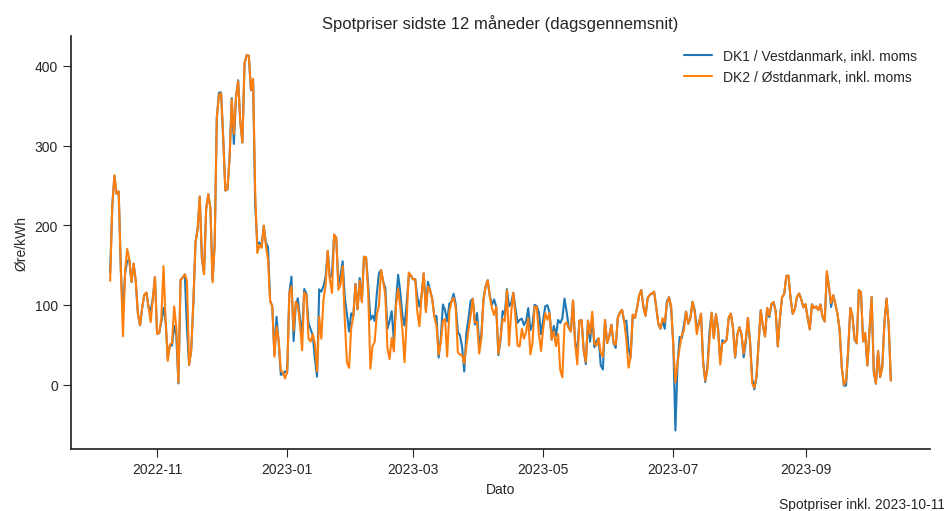 Spotpriser sidste 12 måneder (dagsgennemsnit)
DK1 / Vestdanmark, inkl. moms
DK2 / Østdanmark, inkl. moms
400
300
200
100
0
Øre/kWh
2022-11
2023-01
2023-03
2023-05
2023-07
2023-09
Dato
Spotpriser inkl. 2023-10-11